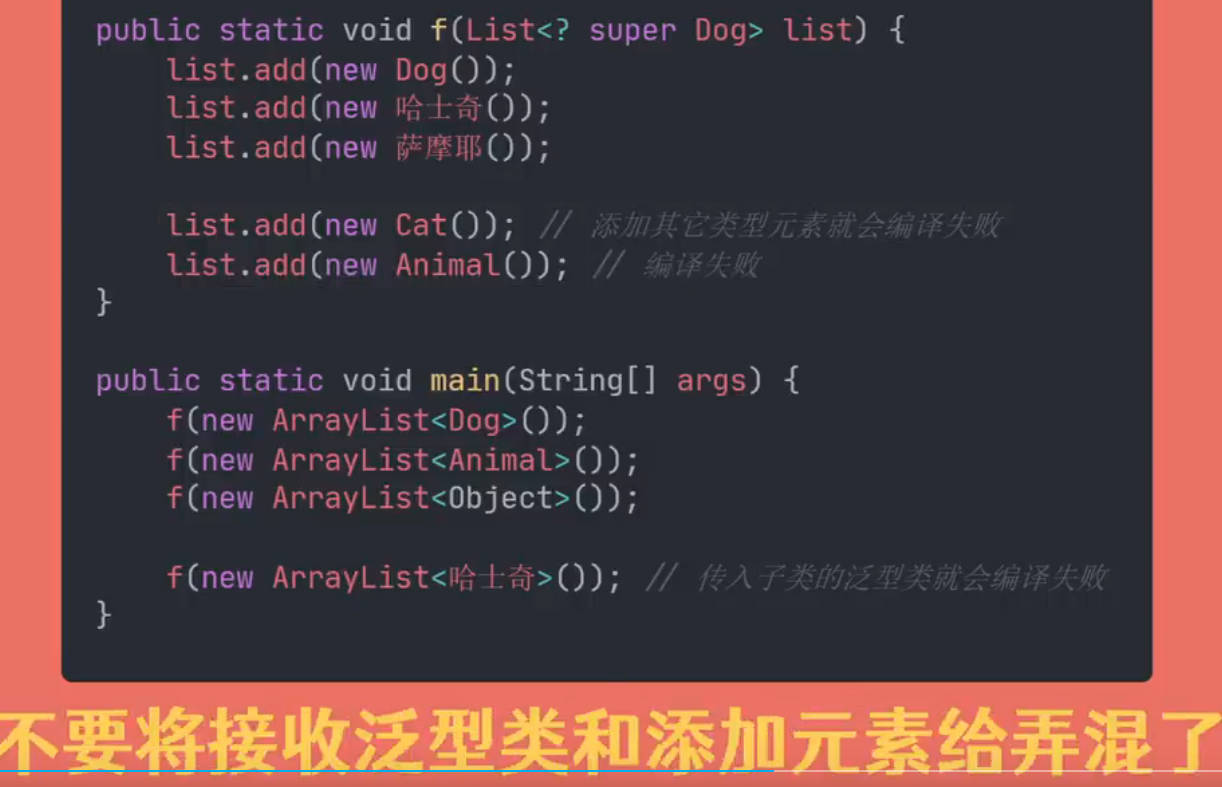 public static void f(List<? super Dog> list) {
list.add(new Dog());
list.add(new 哈士奇());
list.add(new 萨摩耶());
list.add(new Cat()); // 添加其它类型元素就会编译失败
list.add(new Animal()); // 编译失败
}
public static void main(String[] args) {
f(new ArrayList<Dog>());
f(new ArrayList<Animal>());
f(new ArrayList<Object>());
f(new ArrayList<哈士奇>()); // 传入子类的泛型类就会编译失败
}
不要将接收泛型类和添加元素给弄混了